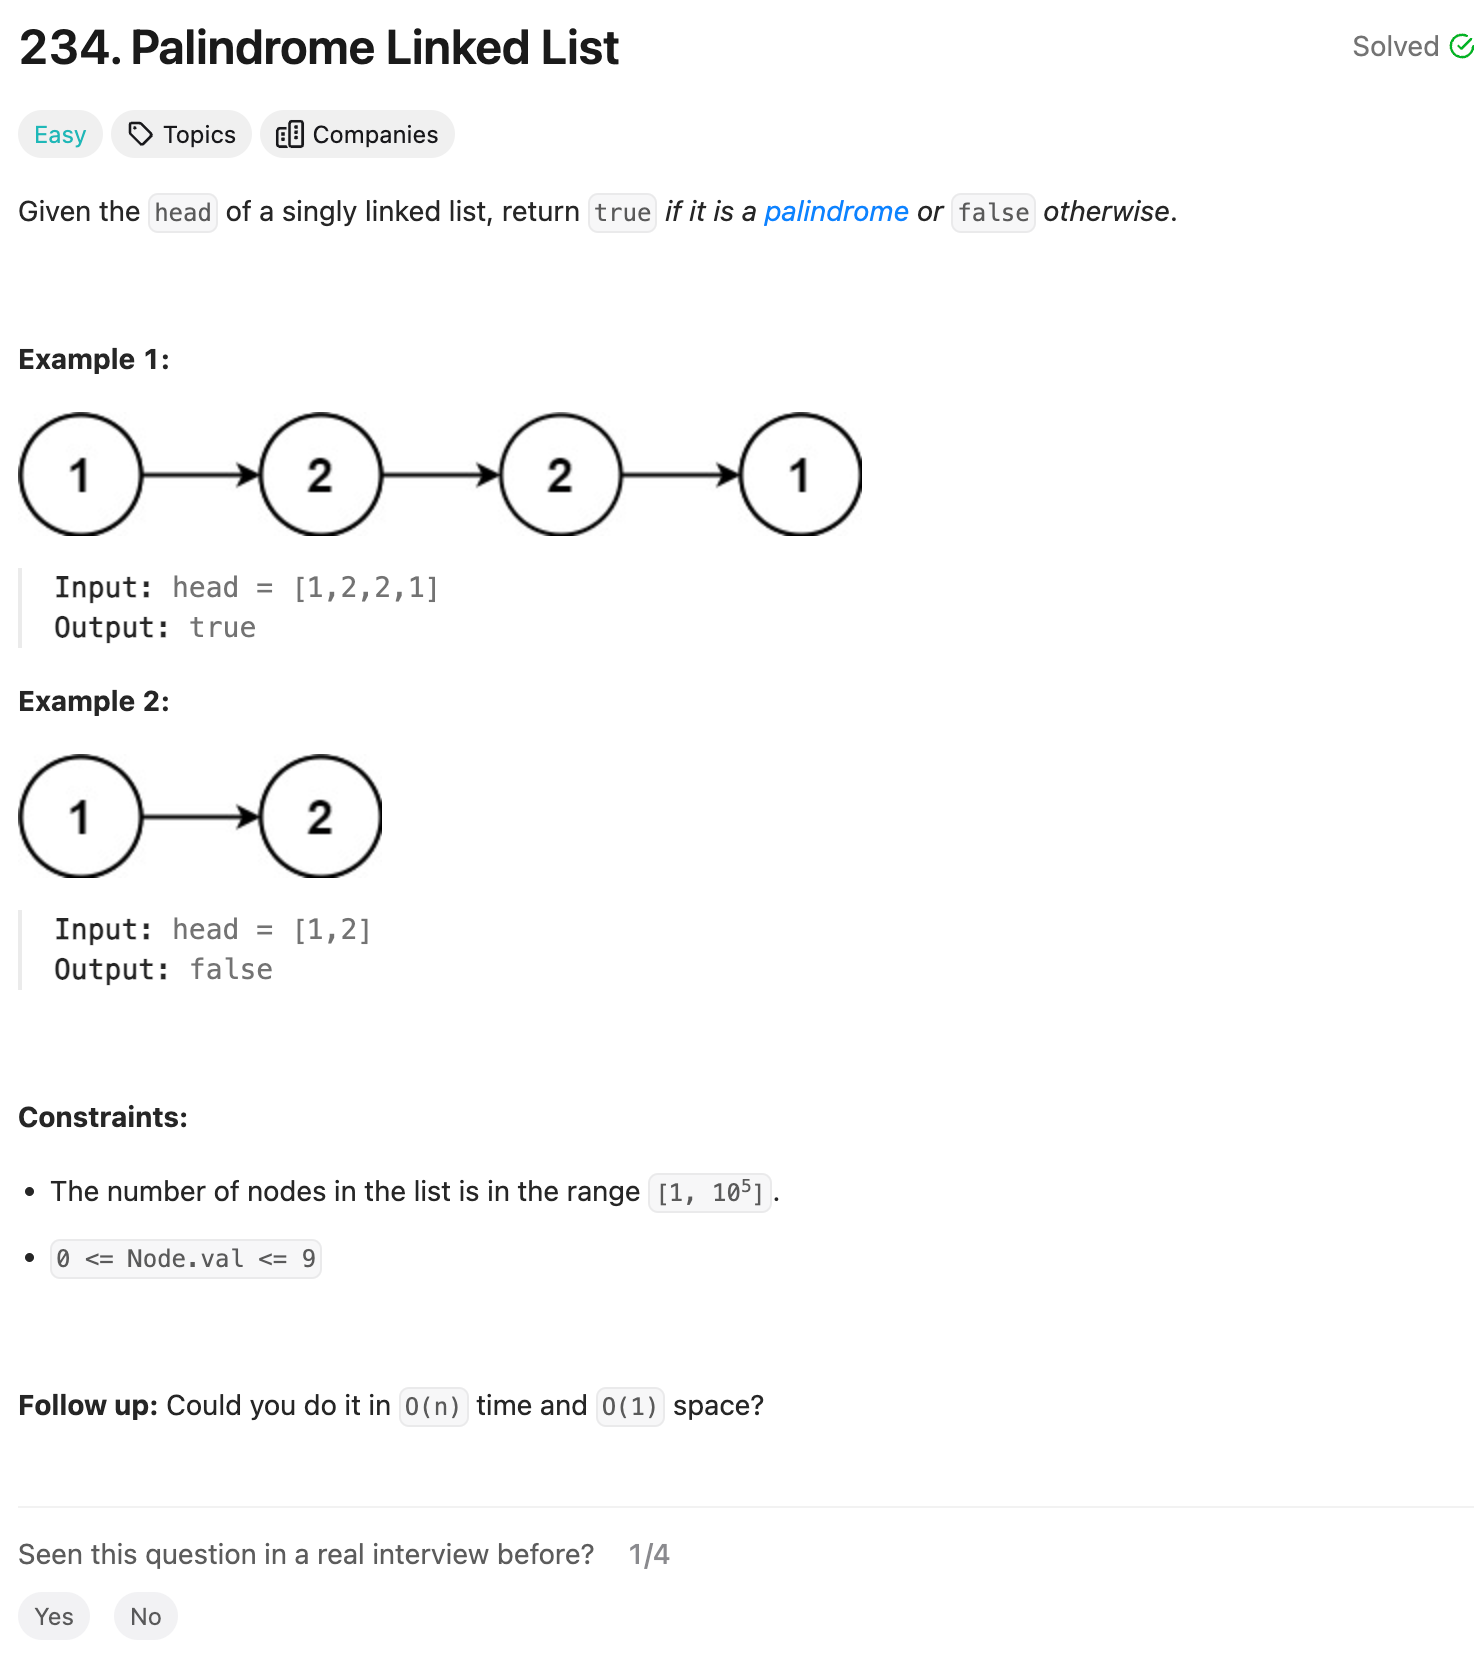 234. Palindrome Linked List
Solved
Easy
Topics
Companies
Given the head of a singly linked list, return true if it is a palindrome or false otherwise.
Example 1:
1 2 2 1
Input: head = [1,2,2,1]
Output: true
Example 2:
1 2
Input: head = [1,2]
Output: false
Constraints:
• The number of nodes in the list is in the range [1, 10⁵].
• 0 <= Node.val <= 9
Follow up: Could you do it in O(n) time and O(1) space?
Seen this question in a real interview before? 1/4
Yes No